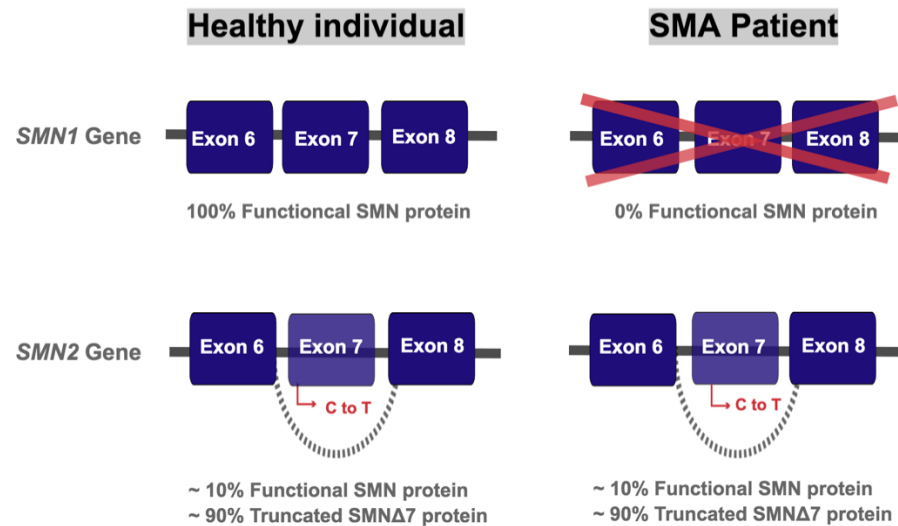 Healthy individual
SMA Patient
SMN1 Gene
Exon 6
Exon 7
Exon 8
Exon 6
Exon 7
Exon 8
100% Functioncal SMN protein
0% Functioncal SMN protein
SMN2 Gene
Exon 6
Exon 7
Exon 8
C to T
Exon 6
Exon 7
Exon 8
C to T
~ 10% Functional SMN protein
~ 90% Truncated SMNΔ7 protein
~ 10% Functional SMN protein
~ 90% Truncated SMNΔ7 protein